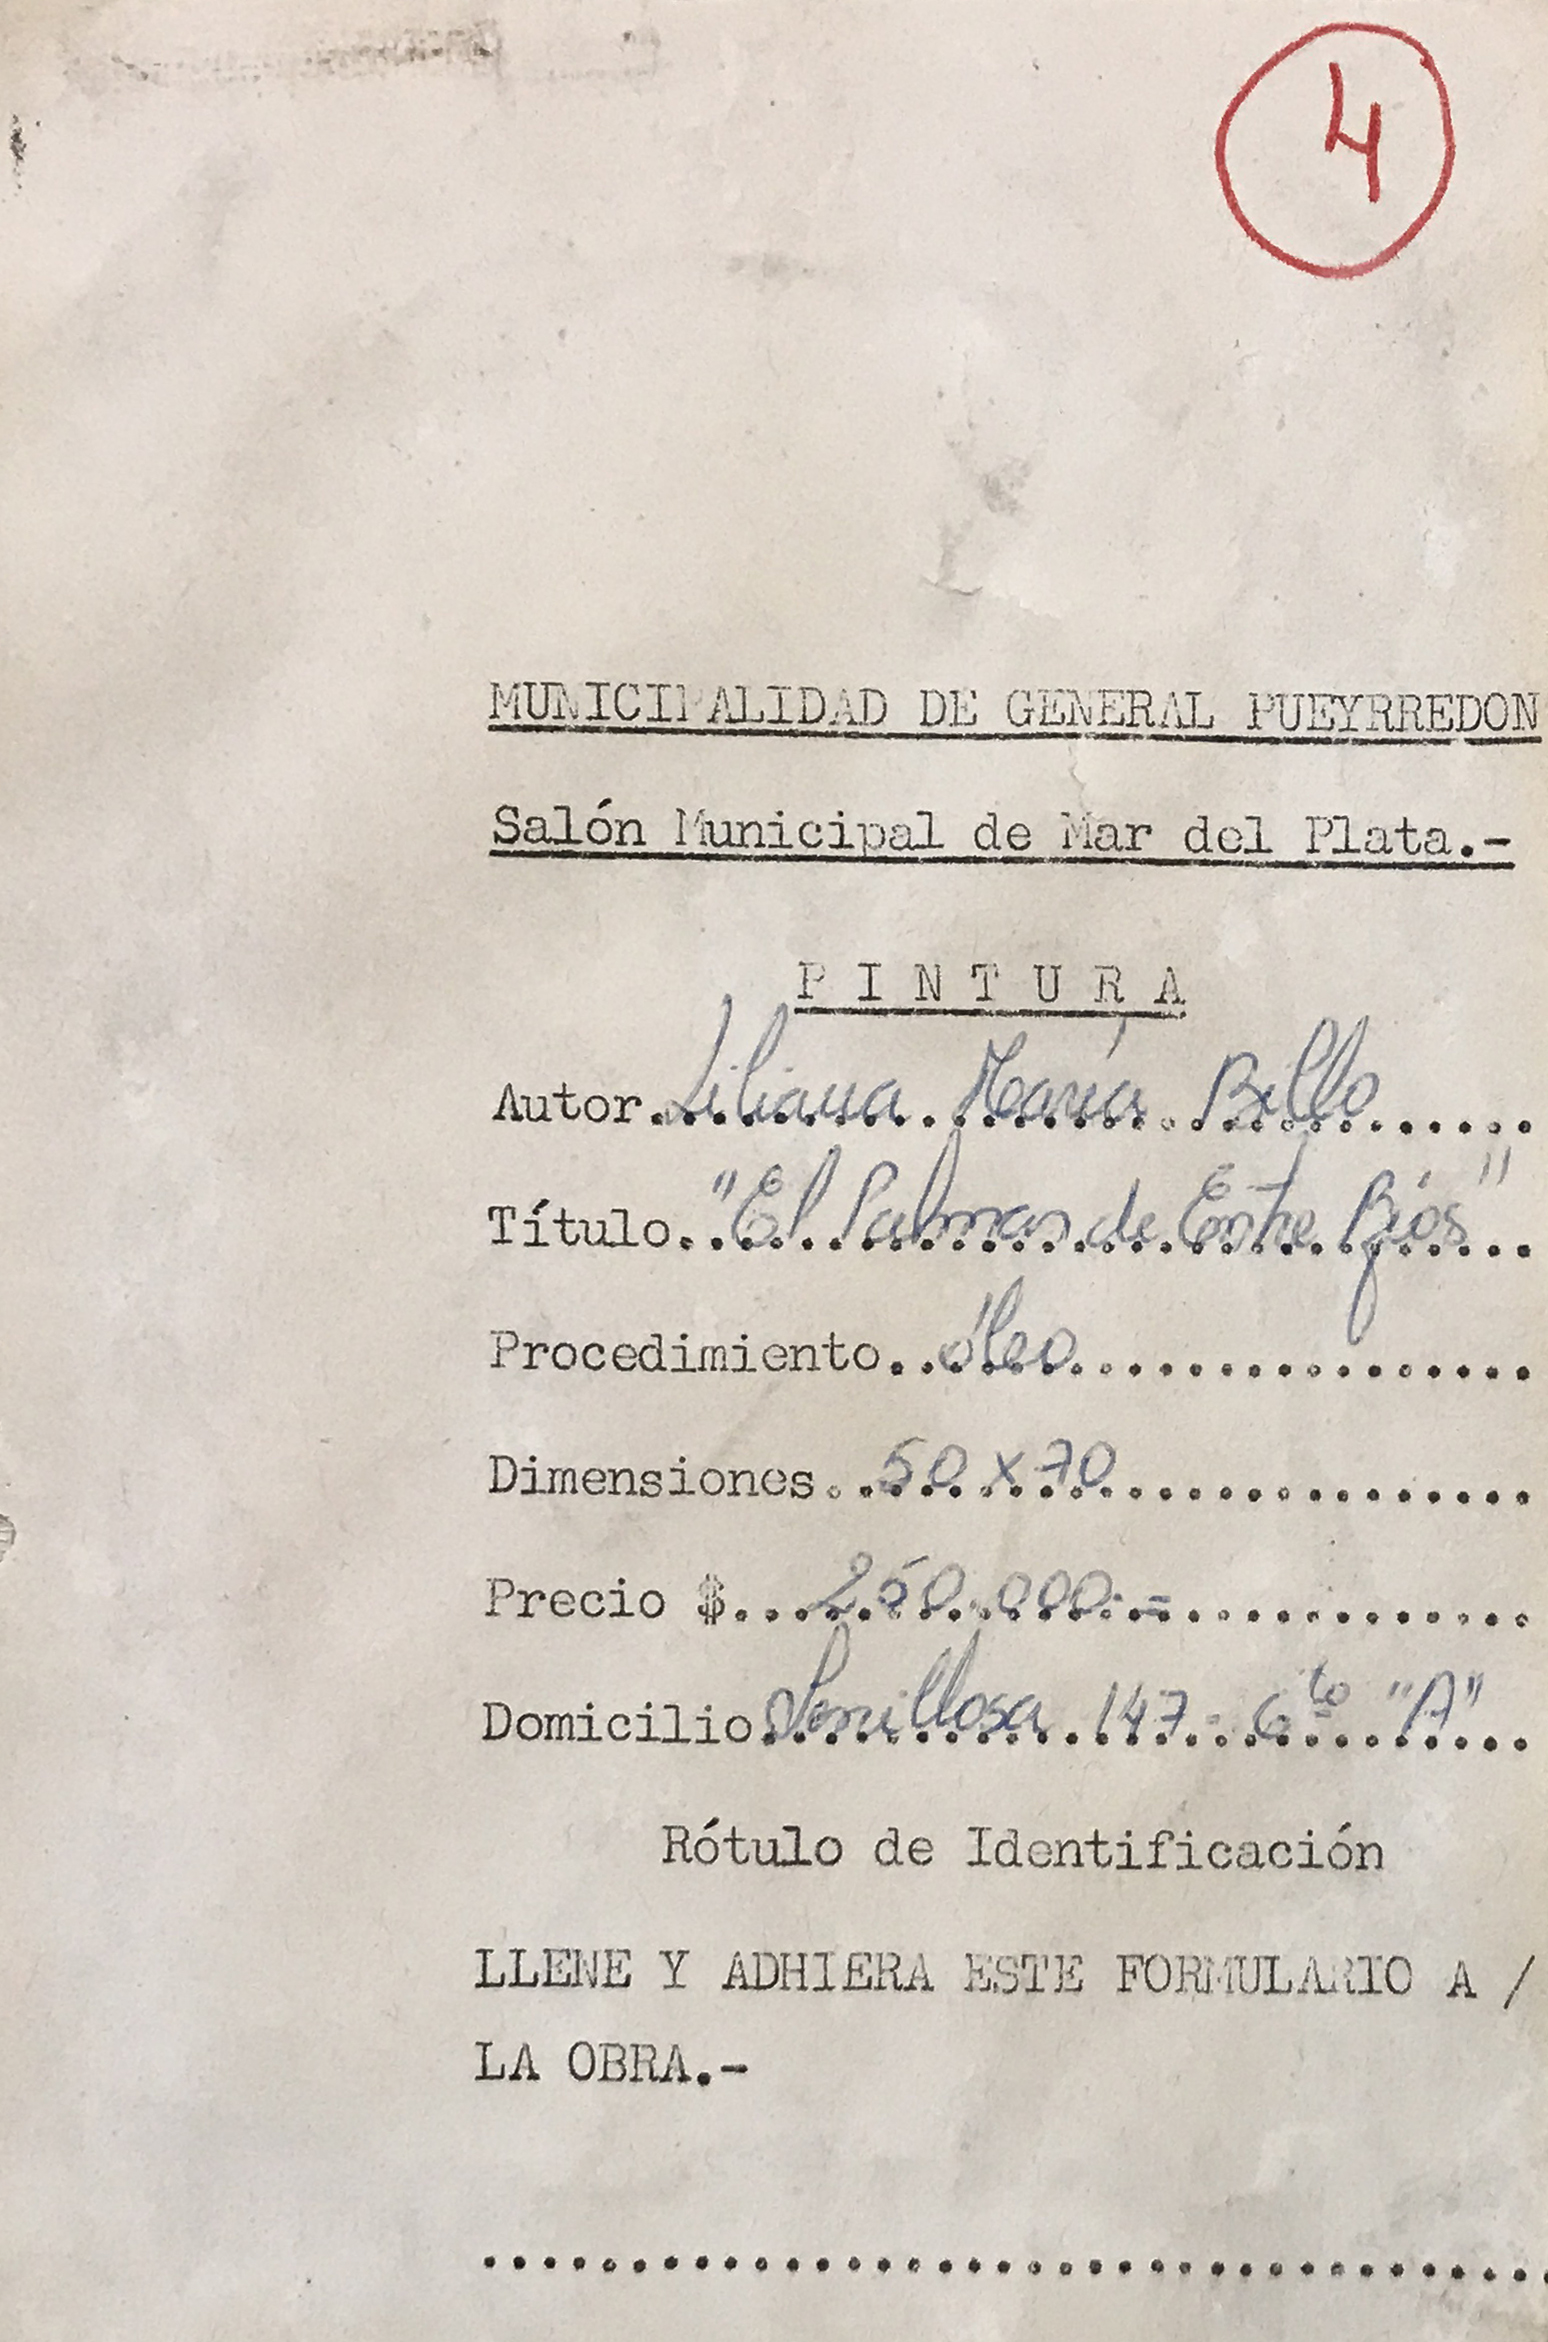 4
MUNICIPALIDAD DE GENERAL PUEYRREDON
Salón Municipal de Mar del Plata.-
PINTURA
Autor. Liliana María Bello
Título.. "El Palmar de Entre Ríos"
Procedimiento.. óleo
Dimensiones.. 50 x 70
Precio $... 250.000.=
Domicilio. Senillosa 147 - 6to "A"
Rótulo de Identificación
LLENE Y ADHIERA ESTE FORMULARIO A /
LA OBRA.-